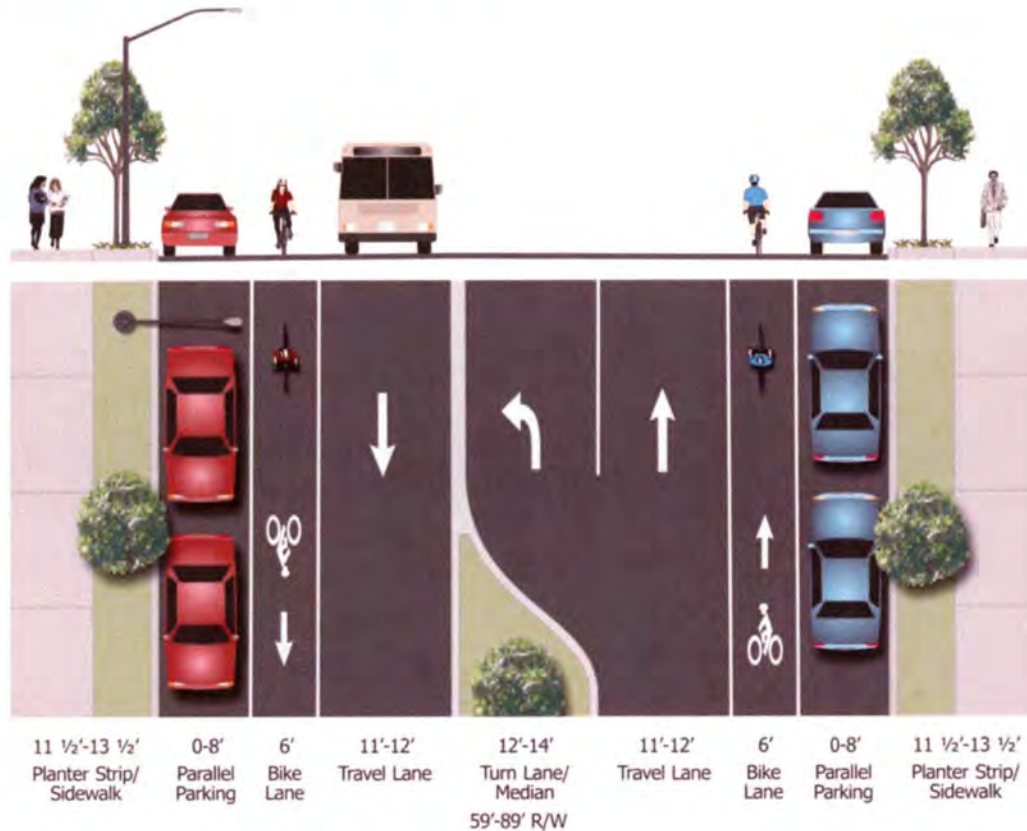 11 ½'-13 ½'
Planter Strip/
Sidewalk
0-8'
Parallel
Parking
6'
Bike
Lane
11'-12'
Travel Lane
12'-14'
Turn Lane/
Median
11'-12'
Travel Lane
6'
Bike
Lane
0-8'
Parallel
Parking
11 ½'-13 ½'
Planter Strip/
Sidewalk
59'-89' R/W